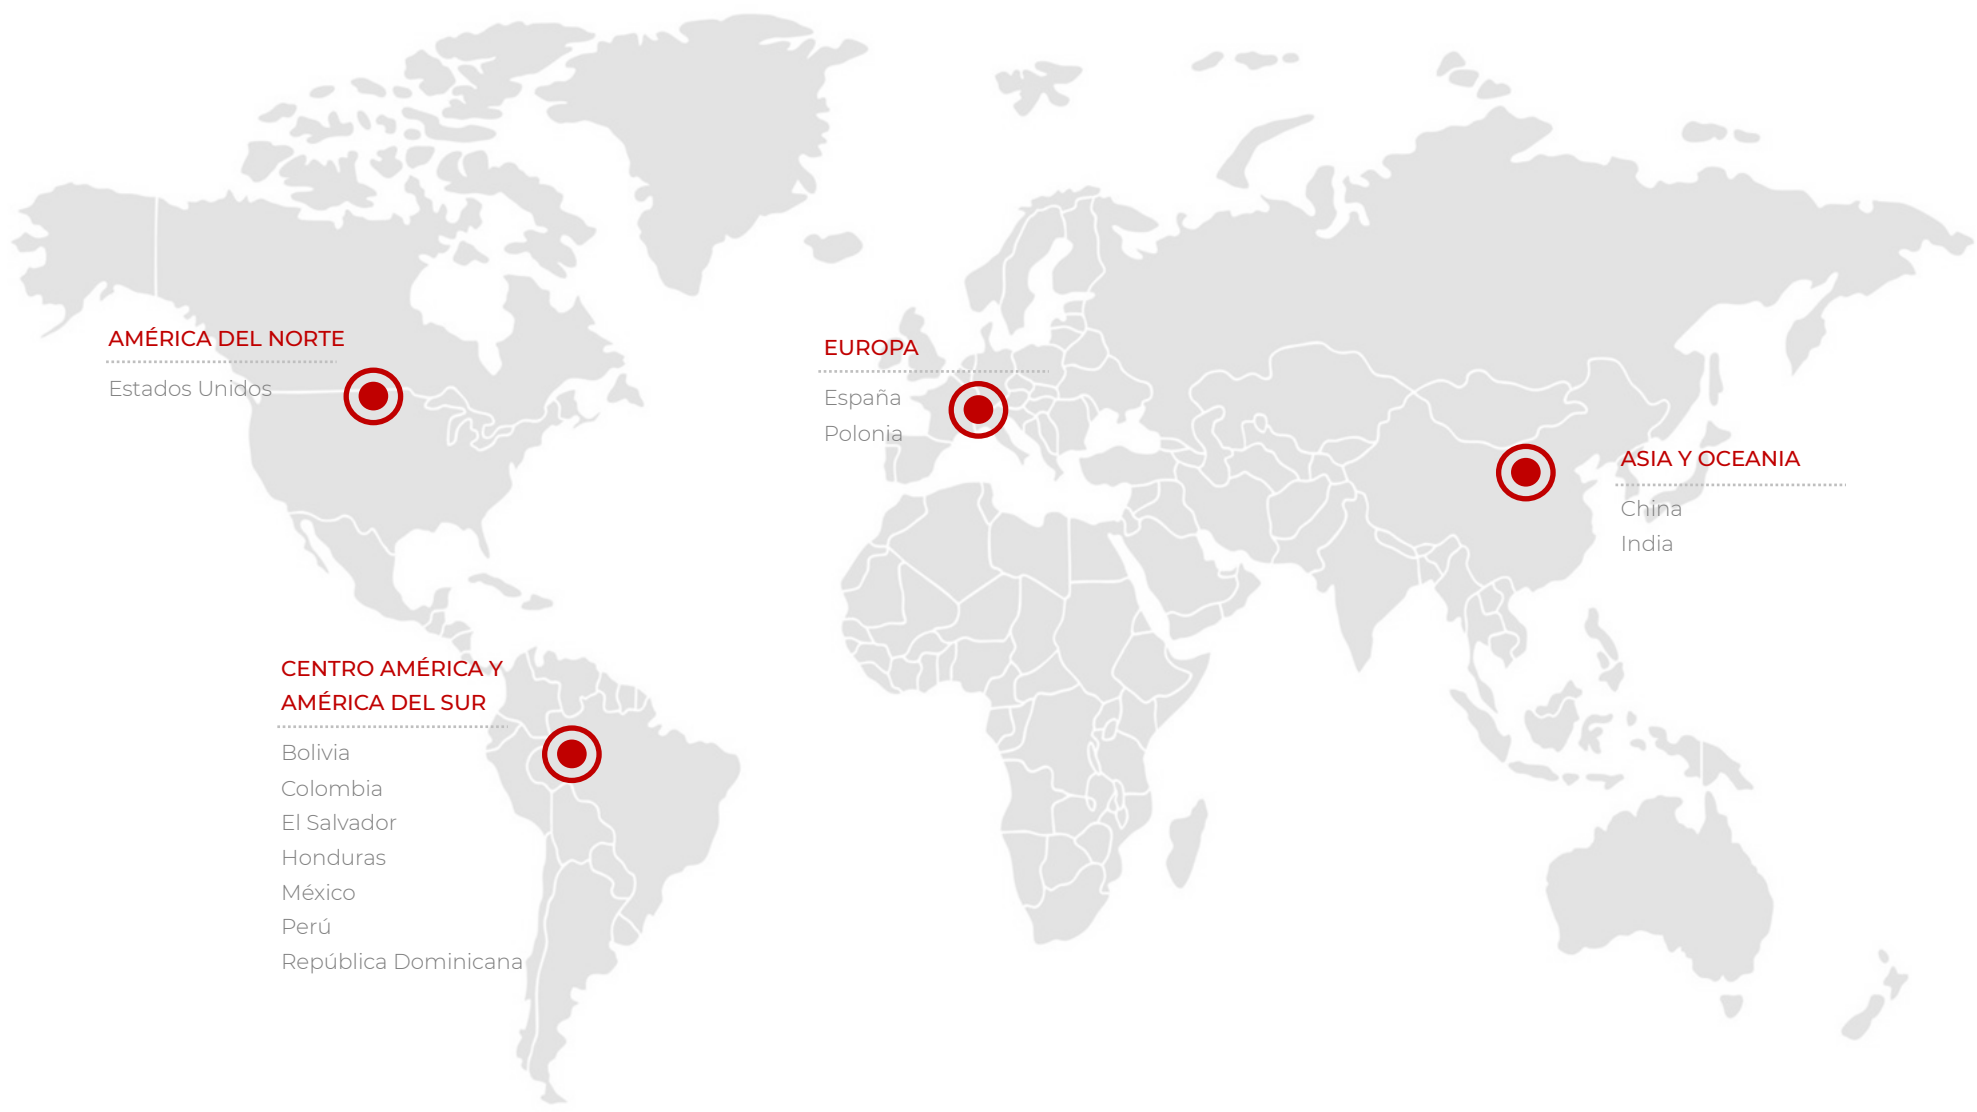 AMÉRICA DEL NORTE
Estados Unidos
EUROPA
España
Polonia
ASIA Y OCEANIA
China
India
CENTRO AMÉRICA Y
AMÉRICA DEL SUR
Bolivia
Colombia
El Salvador
Honduras
México
Perú
República Dominicana